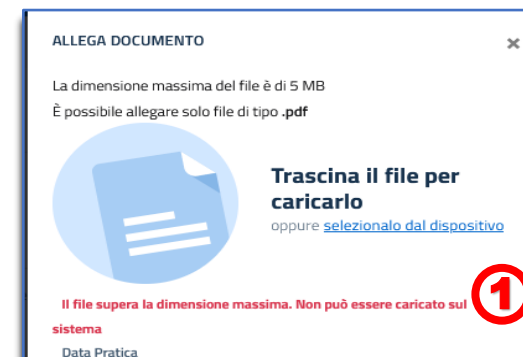 ALLEGA DOCUMENTO
×
La dimensione massima del file è di 5 MB
È possibile allegare solo file di tipo .pdf
Trascina il file per
caricarlo
oppure selezionalo dal dispositivo
Il file supera la dimensione massima. Non può essere caricato sul
sistema
1
Data Pratica